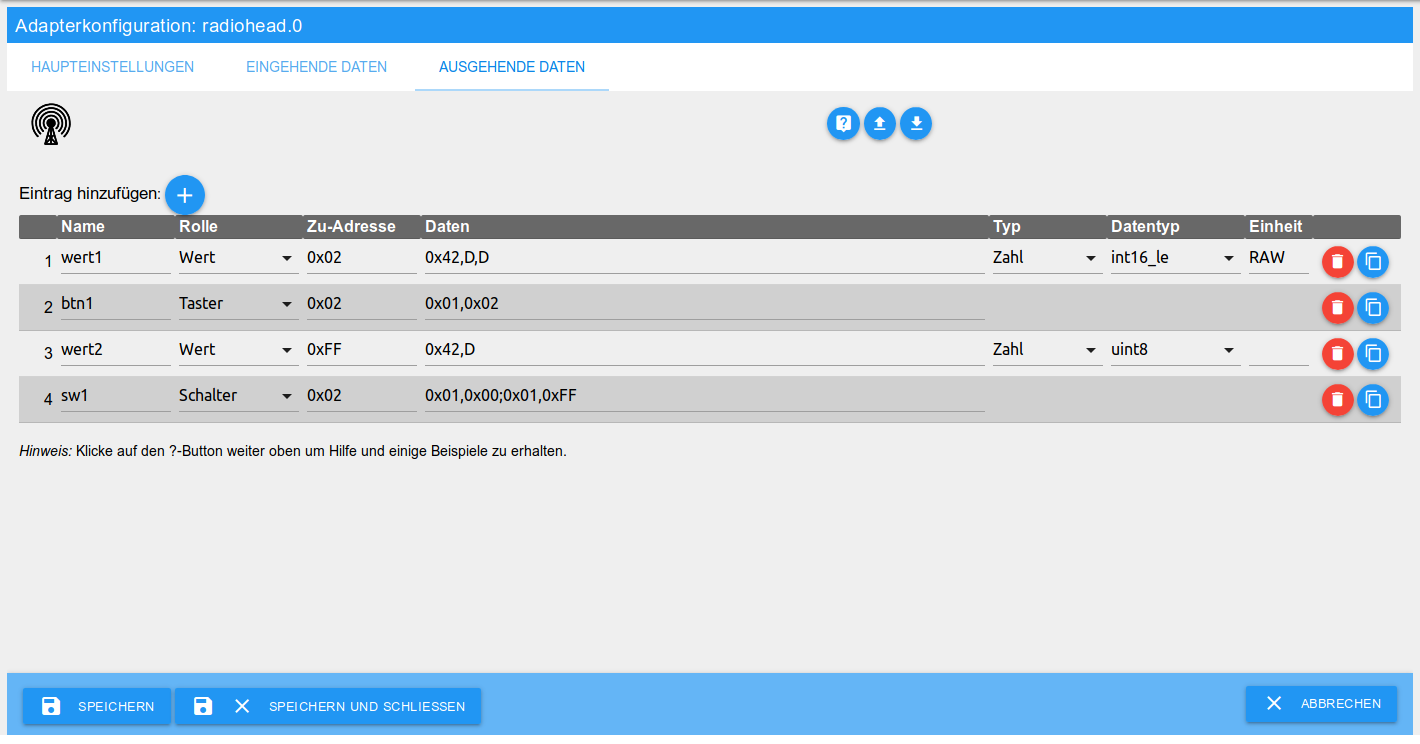 Adapterkonfiguration: radiohead.0
HAUPTEINSTELLUNGEN EINGEHENDE DATEN AUSGEHENDE DATEN
?
Eintrag hinzufügen: +
Name Rolle Zu-Adresse Daten Typ Datentyp Einheit
1 wert1 Wert 0x02 0x42,D,D Zahl int16_le RAW
2 btn1 Taster 0x02 0x01,0x02
3 wert2 Wert 0xFF 0x42,D Zahl uint8
4 sw1 Schalter 0x02 0x01,0x00;0x01,0xFF
Hinweis: Klicke auf den ?-Button weiter oben um Hilfe und einige Beispiele zu erhalten.
SPEICHERN SPEICHERN UND SCHLIESSEN ABBRECHEN